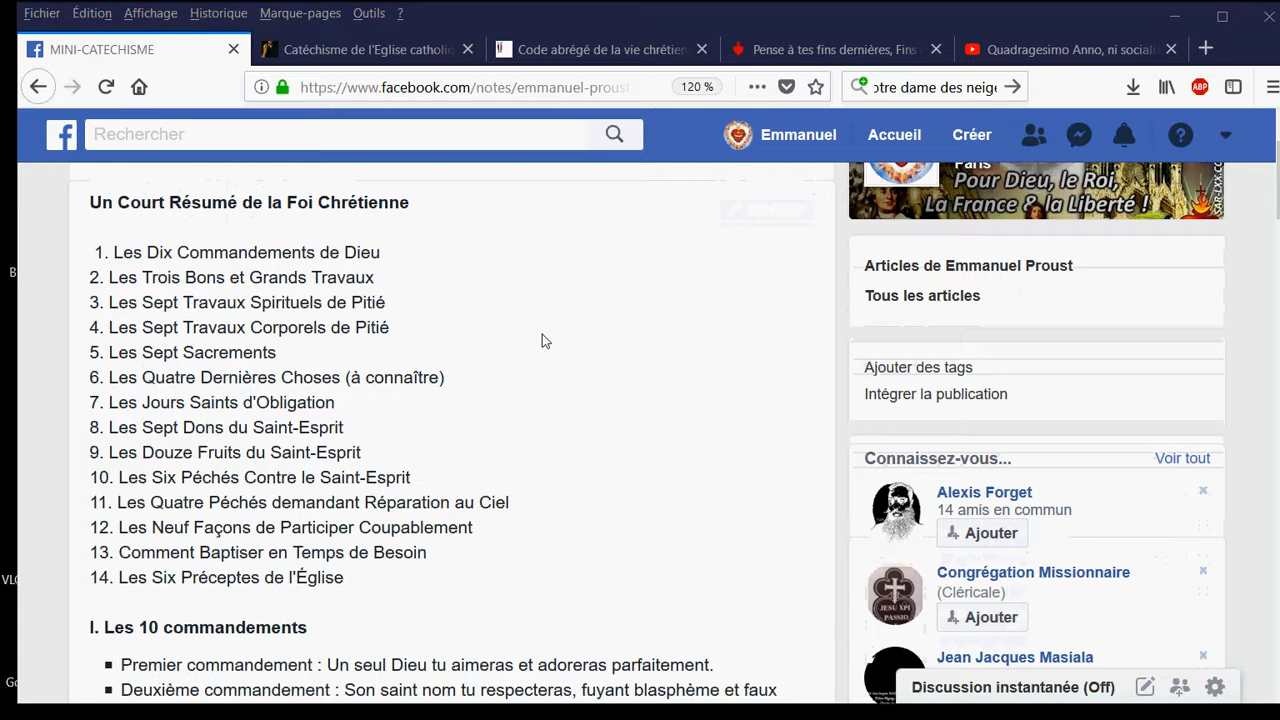 Fichier Édition Affichage Historique Marque-pages Outils ?
MINI-CATECHISME
Catéchisme de l'Eglise catholiq
Code abrégé de la vie chrétien
Pense à tes fins dernières, Fins
Quadragesimo Anno, ni sociali
https://www.facebook.com/notes/emmanuel-proust
120 %
otre dame des neige
ABP
Rechercher
Emmanuel
Accueil
Créer
Paris
Pour Dieu, le Roi,
La France & la Liberté !
Un Court Résumé de la Foi Chrétienne
1. Les Dix Commandements de Dieu
2. Les Trois Bons et Grands Travaux
3. Les Sept Travaux Spirituels de Pitié
4. Les Sept Travaux Corporels de Pitié
5. Les Sept Sacrements
6. Les Quatre Dernières Choses (à connaître)
7. Les Jours Saints d'Obligation
8. Les Sept Dons du Saint-Esprit
9. Les Douze Fruits du Saint-Esprit
10. Les Six Péchés Contre le Saint-Esprit
11. Les Quatre Péchés demandant Réparation au Ciel
12. Les Neuf Façons de Participer Coupablement
13. Comment Baptiser en Temps de Besoin
14. Les Six Préceptes de l'Église
I. Les 10 commandements
▪ Premier commandement : Un seul Dieu tu aimeras et adoreras parfaitement.
▪ Deuxième commandement : Son saint nom tu respecteras, fuyant blasphème et faux
Articles de Emmanuel Proust
Tous les articles
Ajouter des tags
Intégrer la publication
Connaissez-vous...
Voir tout
Alexis Forget
14 amis en commun
Ajouter
Congrégation Missionnaire
(Cléricale)
JESU XPI
PASSIO
Ajouter
Jean Jacques Masiala
Discussion instantanée (Off)